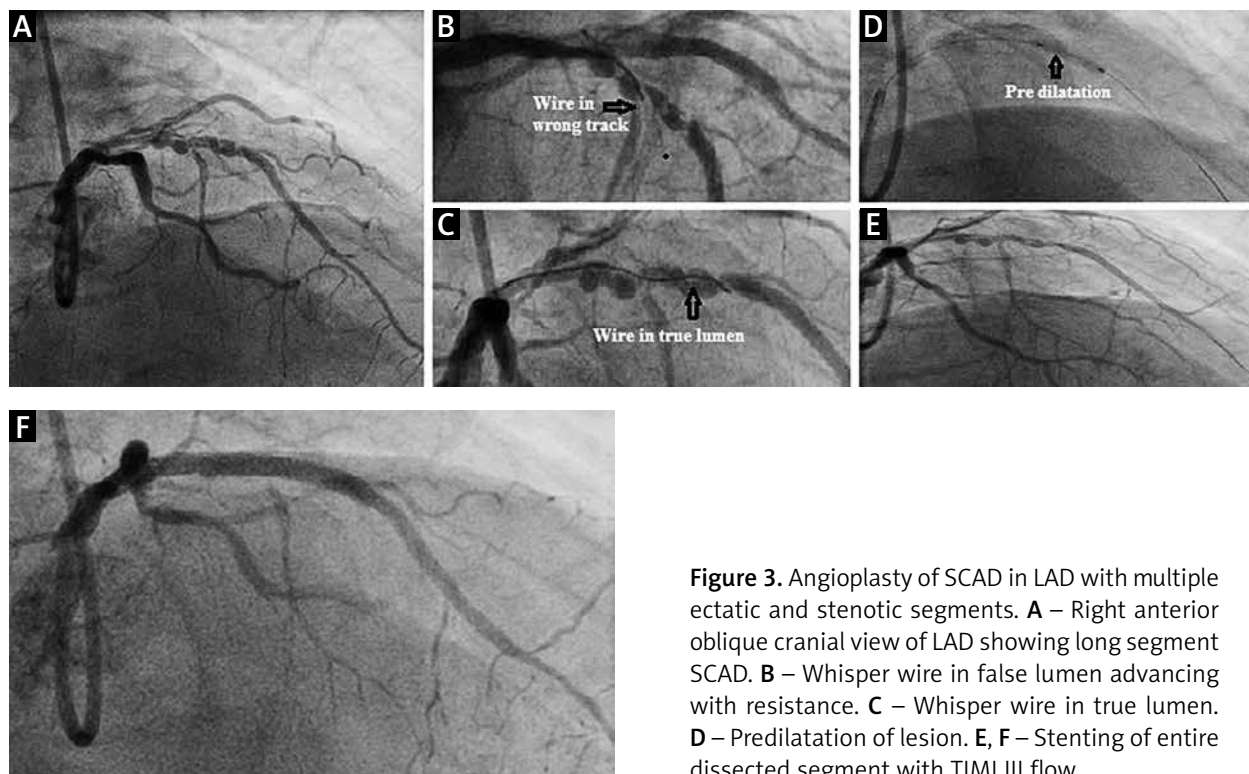 A
B
Wire in
wrong track
C
Wire in true lumen
D
Pre dilatation
E
F
Figure 3. Angioplasty of SCAD in LAD with multiple
ectatic and stenotic segments. A – Right anterior
oblique cranial view of LAD showing long segment
SCAD. B – Whisper wire in false lumen advancing
with resistance. C – Whisper wire in true lumen.
D – Predilatation of lesion. E, F – Stenting of entire
dissected segment with TIMI III flow